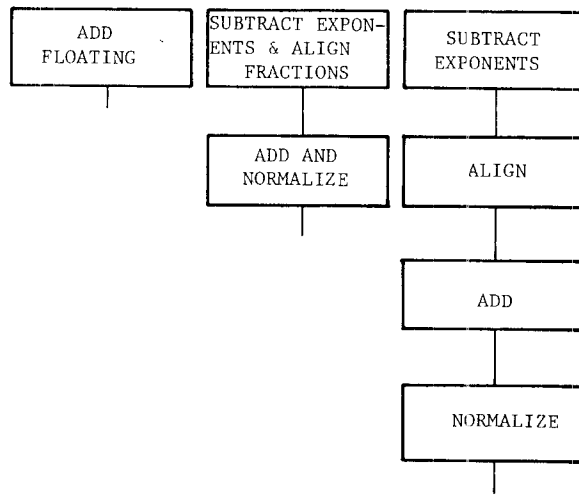 ADD
FLOATING
SUBTRACT EXPON-
ENTS & ALIGN
FRACTIONS
ADD AND
NORMALIZE
SUBTRACT
EXPONENTS
ALIGN
ADD
NORMALIZE